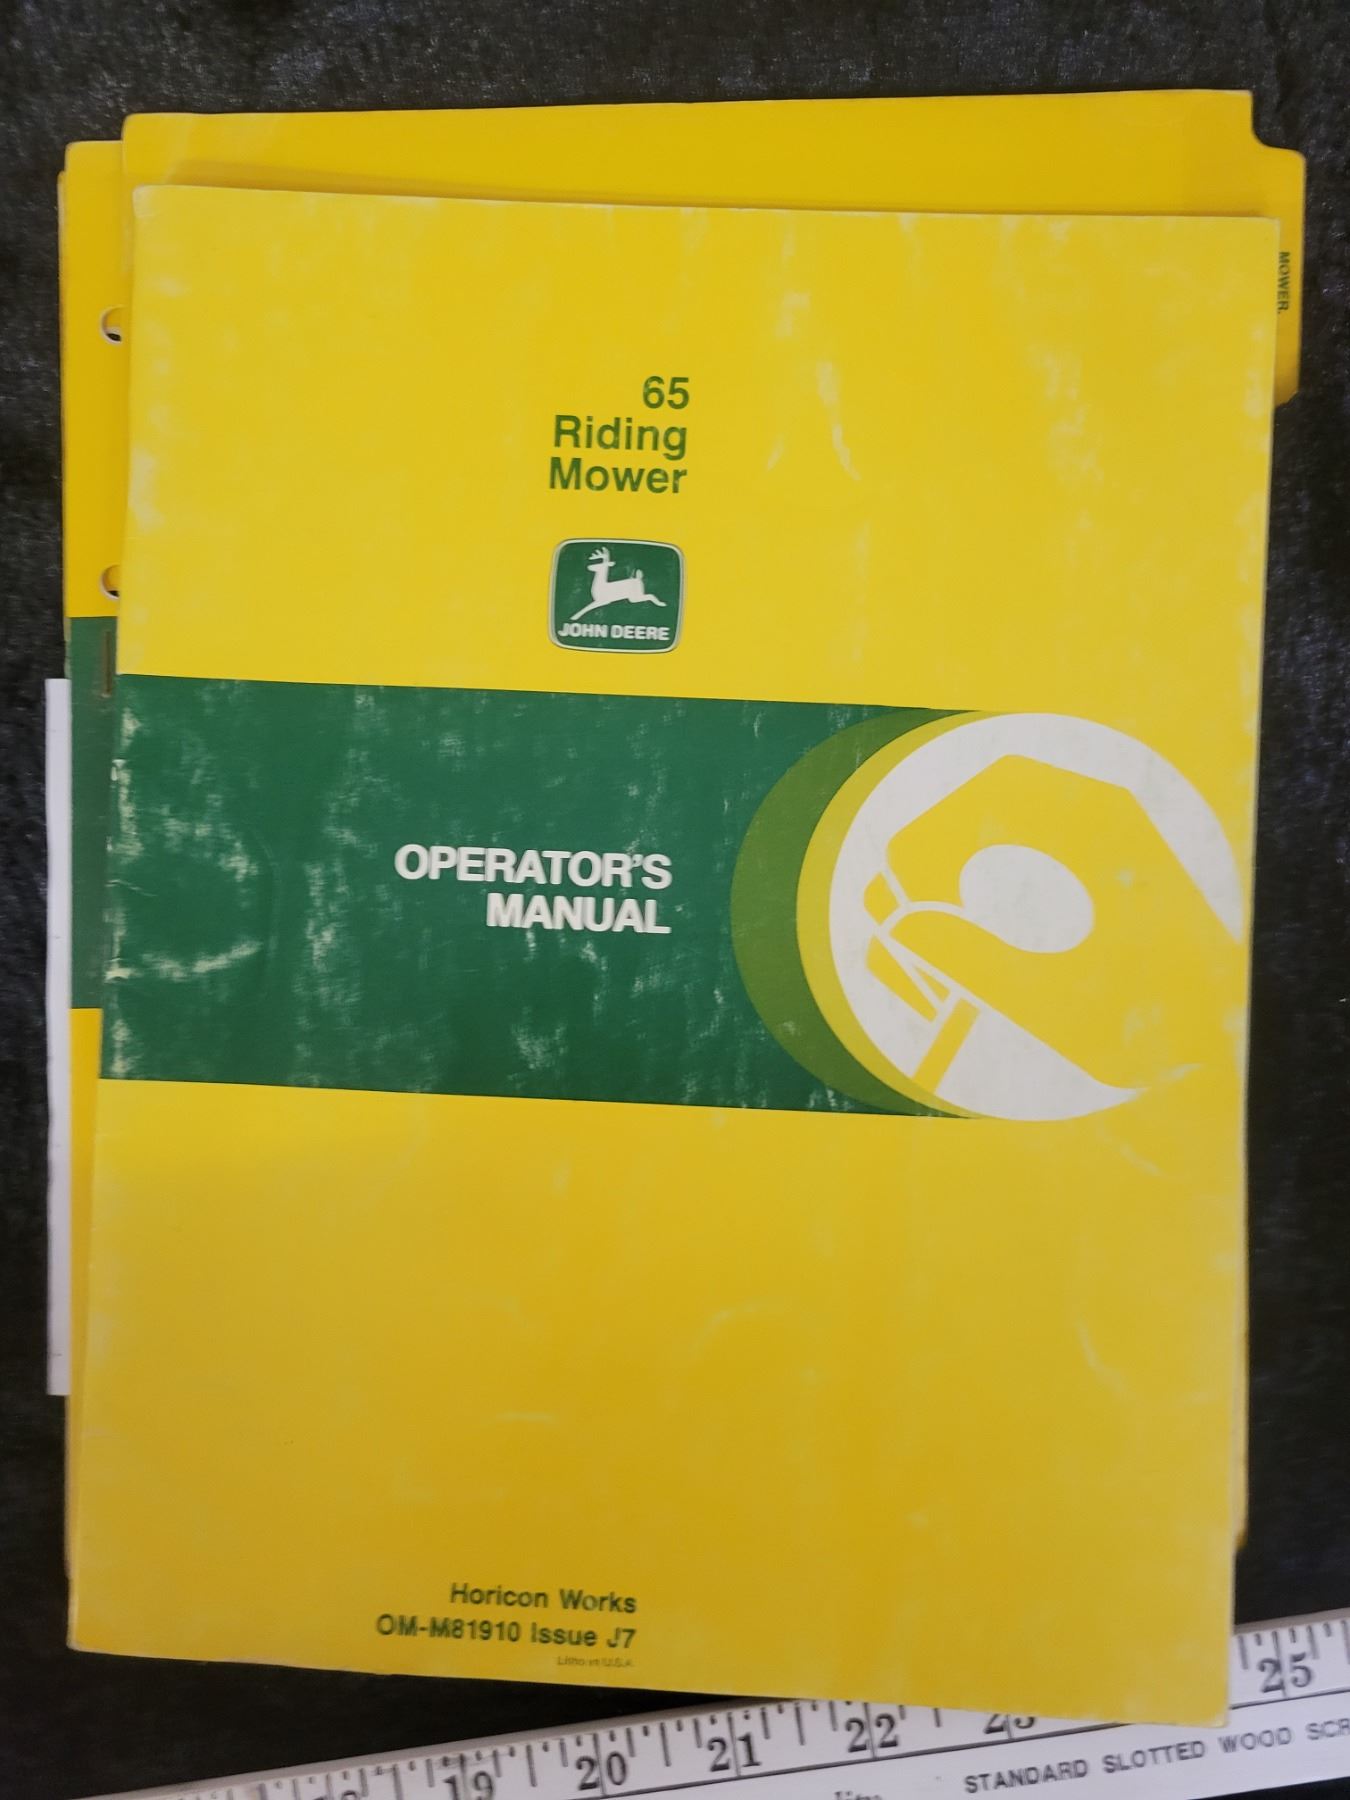 MOWER.
65
Riding
Mower
JOHN DEERE
OPERATOR'S
MANUAL
Horicon Works
OM-M81910 Issue J7
Litho in U.S.A.
19 20 21 22 23 25
STANDARD SLOTTED WOOD SCR